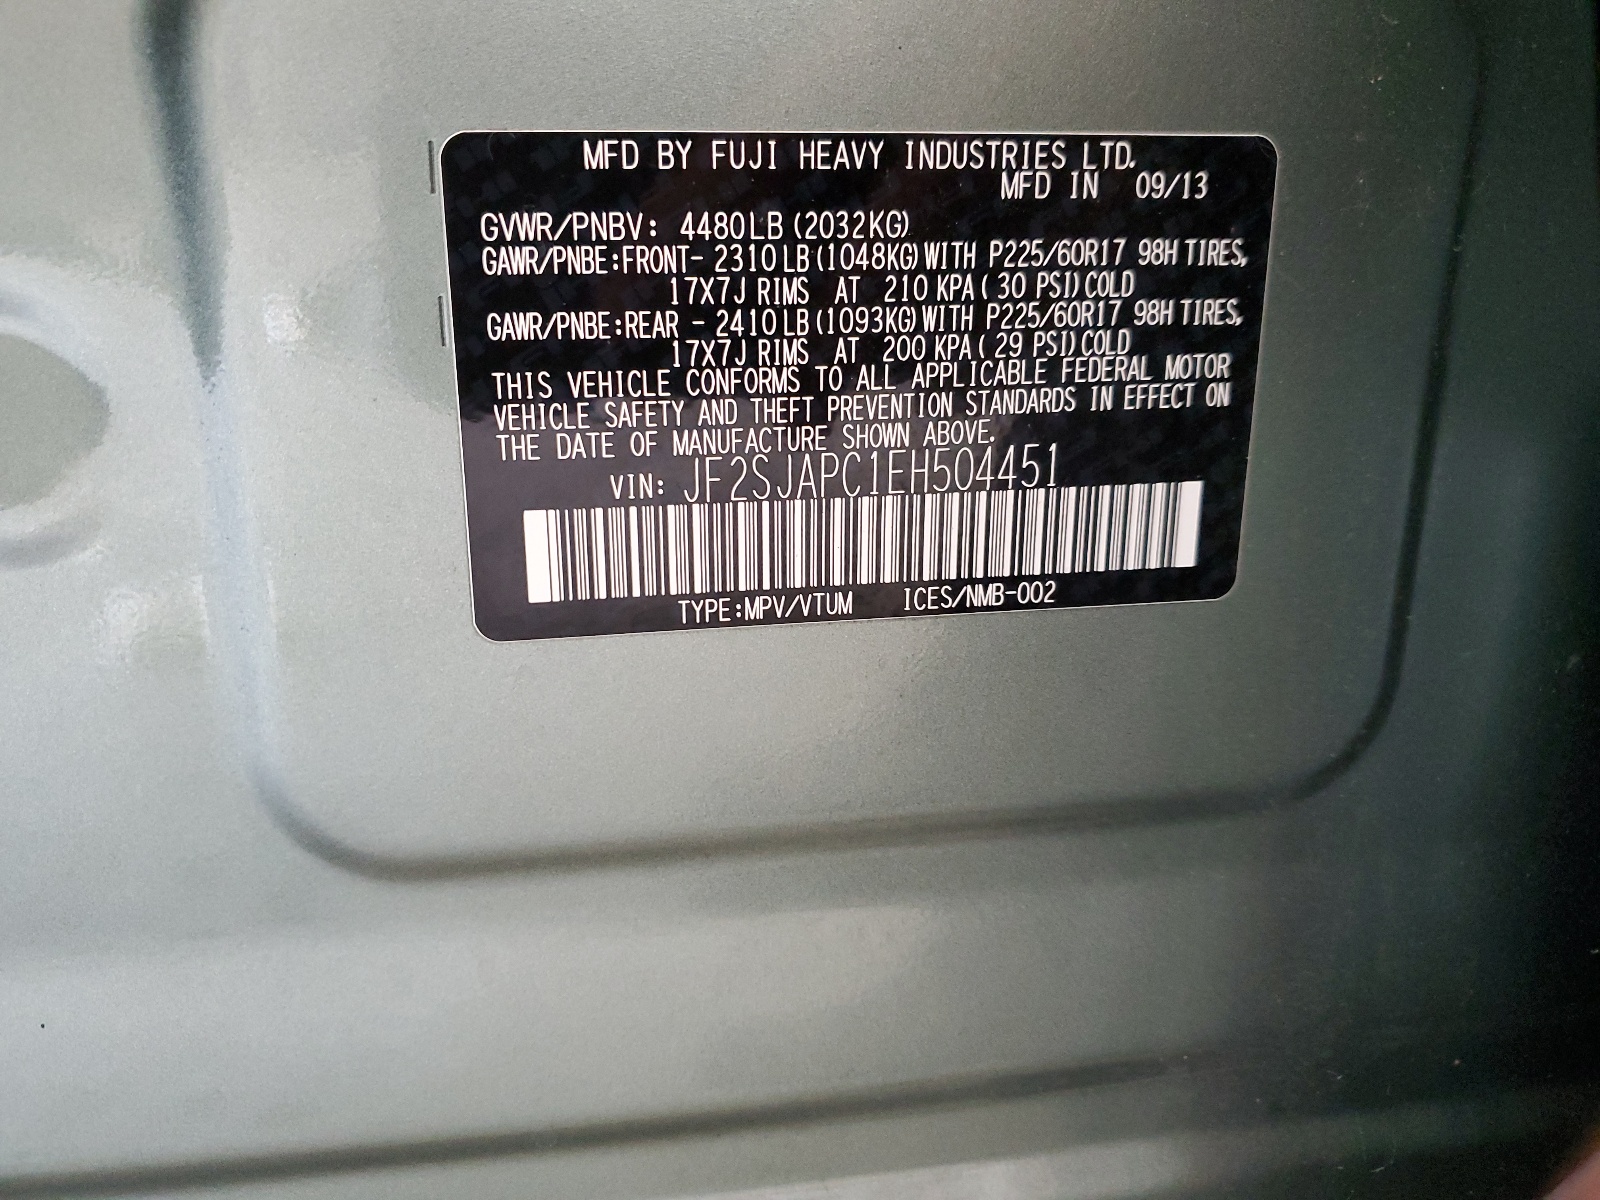 MFD BY FUJI HEAVY INDUSTRIES LTD.
MFD IN 09/13
GVWR/PNBV: 4480LB (2032KG)
GAWR/PNBE:FRONT- 2310 LB (1048KG) WITH P225/60R17 98H TIRES,
17X7J RIMS AT 210 KPA ( 30 PSI) COLD
GAWR/PNBE:REAR - 2410 LB (1093KG) WITH P225/60R17 98H TIRES,
17X7J RIMS AT 200 KPA ( 29 PSI) COLD
THIS VEHICLE CONFORMS TO ALL APPLICABLE FEDERAL MOTOR
VEHICLE SAFETY AND THEFT PREVENTION STANDARDS IN EFFECT ON
THE DATE OF MANUFACTURE SHOWN ABOVE.
VIN: JF2SJAPC1EH504451
TYPE:MPV/VTUM ICES/NMB-002